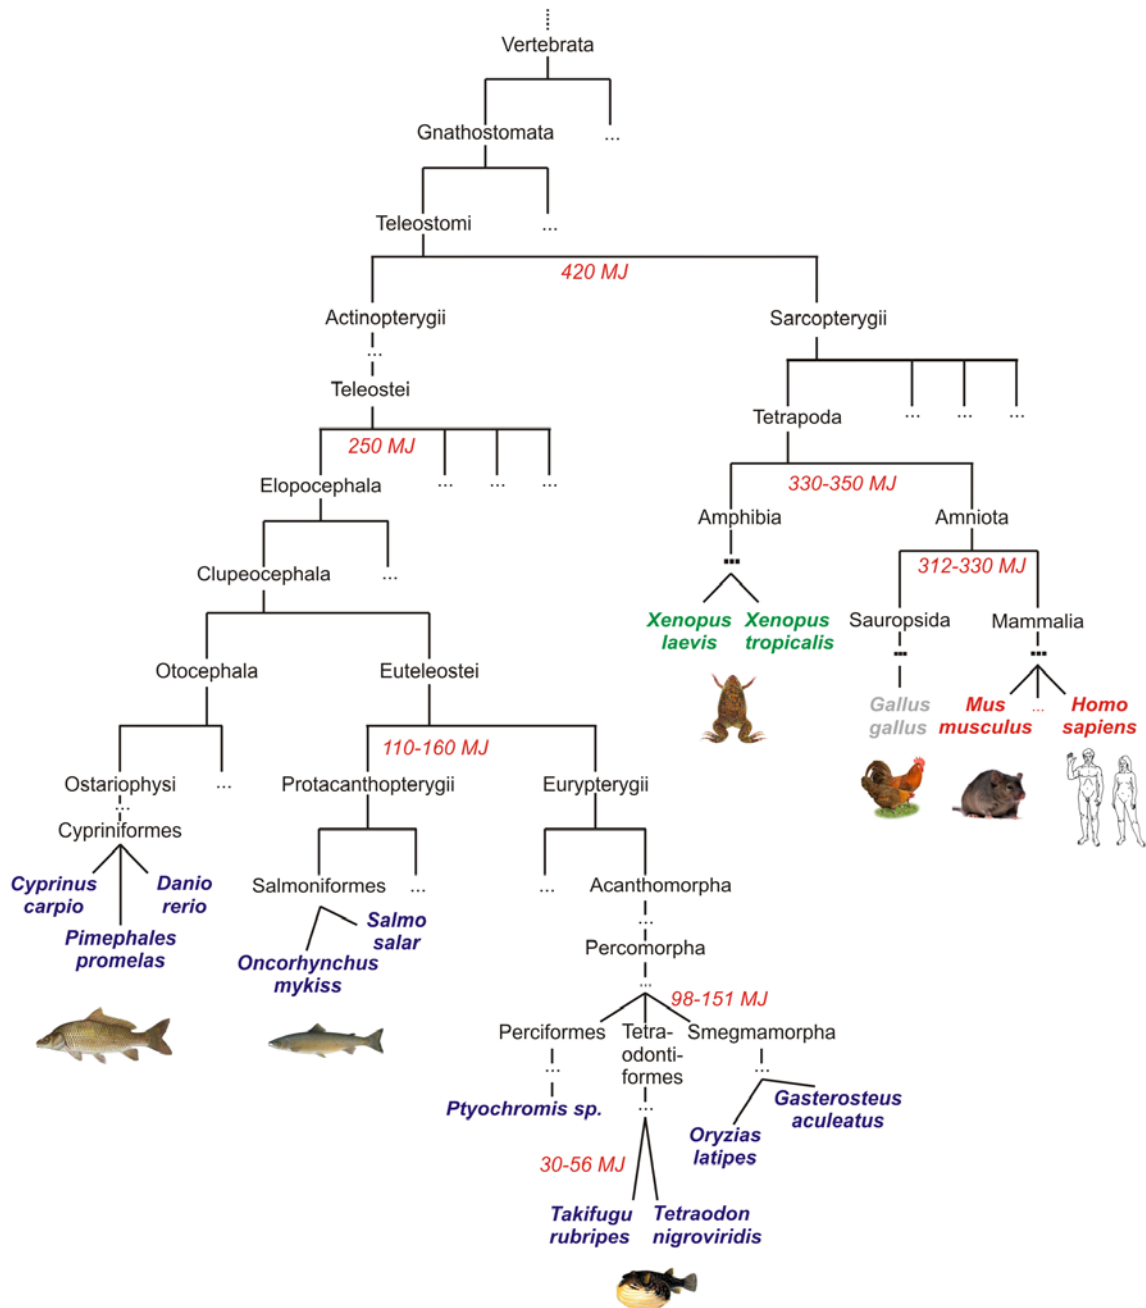 Vertebrata
Gnathostomata
...
Teleostomi
...
420 MJ
Actinopterygii
Sarcopterygii
...
Teleostei
Tetrapoda
...
...
...
250 MJ
330-350 MJ
Elopocephala
...
...
...
Amphibia
Amniota
...
312-330 MJ
Clupeocephala
...
Xenopus
laevis
Xenopus
tropicalis
Sauropsida
Mammalia
...
...
Otocephala
Euteleostei
Gallus
gallus
Mus
musculus
...
Homo
sapiens
110-160 MJ
Ostariophysi
...
Protacanthopterygii
Eurypterygii
...
Cypriniformes
Cyprinus
carpio
Danio
rerio
Pimephales
promelas
Salmoniformes
...
...
Acanthomorpha
Salmo
salar
Oncorhynchus
mykiss
...
Percomorpha
...
98-151 MJ
Perciformes
Tetra-
odonti-
formes
Smegmamorpha
...
...
...
Ptyochromis sp.
Gasterosteus
aculeatus
Oryzias
latipes
30-56 MJ
Takifugu
rubripes
Tetraodon
nigroviridis